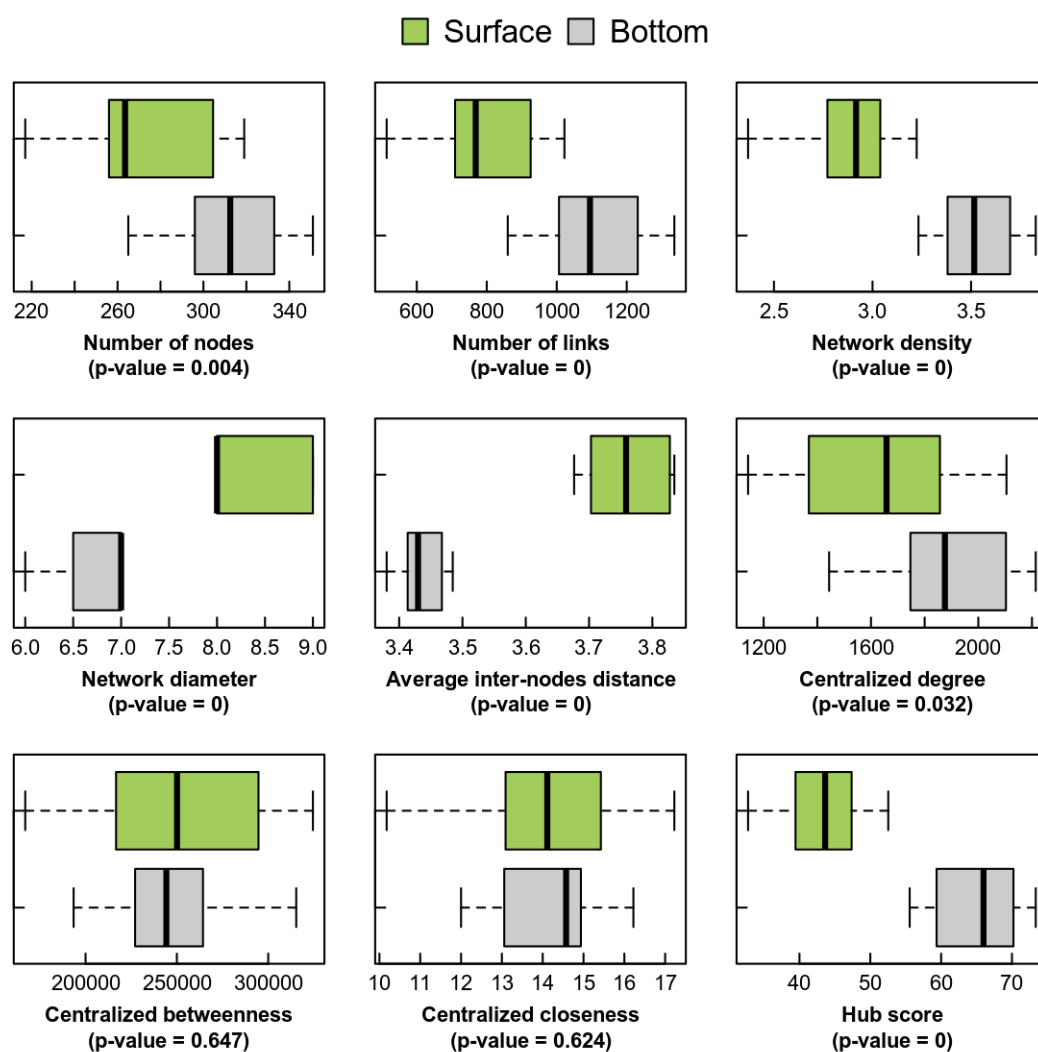 Surface Bottom
220 260 300 340
Number of nodes
(p-value = 0.004)
600 800 1000 1200
Number of links
(p-value = 0)
2.5 3.0 3.5
Network density
(p-value = 0)
6.0 6.5 7.0 7.5 8.0 8.5 9.0
Network diameter
(p-value = 0)
3.4 3.5 3.6 3.7 3.8
Average inter-nodes distance
(p-value = 0)
1200 1600 2000
Centralized degree
(p-value = 0.032)
200000 250000 300000
Centralized betweenness
(p-value = 0.647)
10 11 12 13 14 15 16 17
Centralized closeness
(p-value = 0.624)
40 50 60 70
Hub score
(p-value = 0)